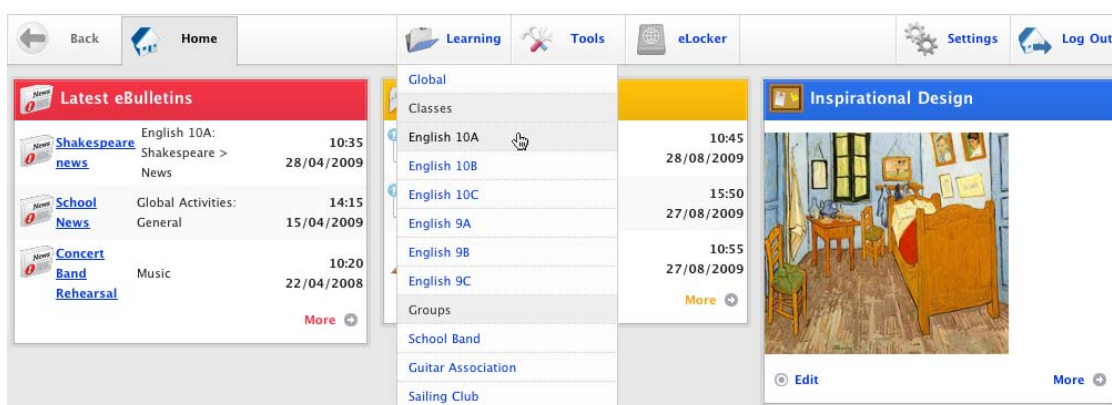 Back
Home
Learning
Tools
eLocker
Settings
Log Out
Latest eBulletins
News
Shakespeare
news
English 10A:
Shakespeare >
News
10:35
28/04/2009
News
School
News
Global Activities:
General
14:15
15/04/2009
News
Concert
Band
Rehearsal
Music
10:20
22/04/2008
More
Global
Classes
English 10A
English 10B
English 10C
English 9A
English 9B
English 9C
Groups
School Band
Guitar Association
Sailing Club
10:45
28/08/2009
15:50
27/08/2009
10:55
27/08/2009
More
Inspirational Design
Edit
More